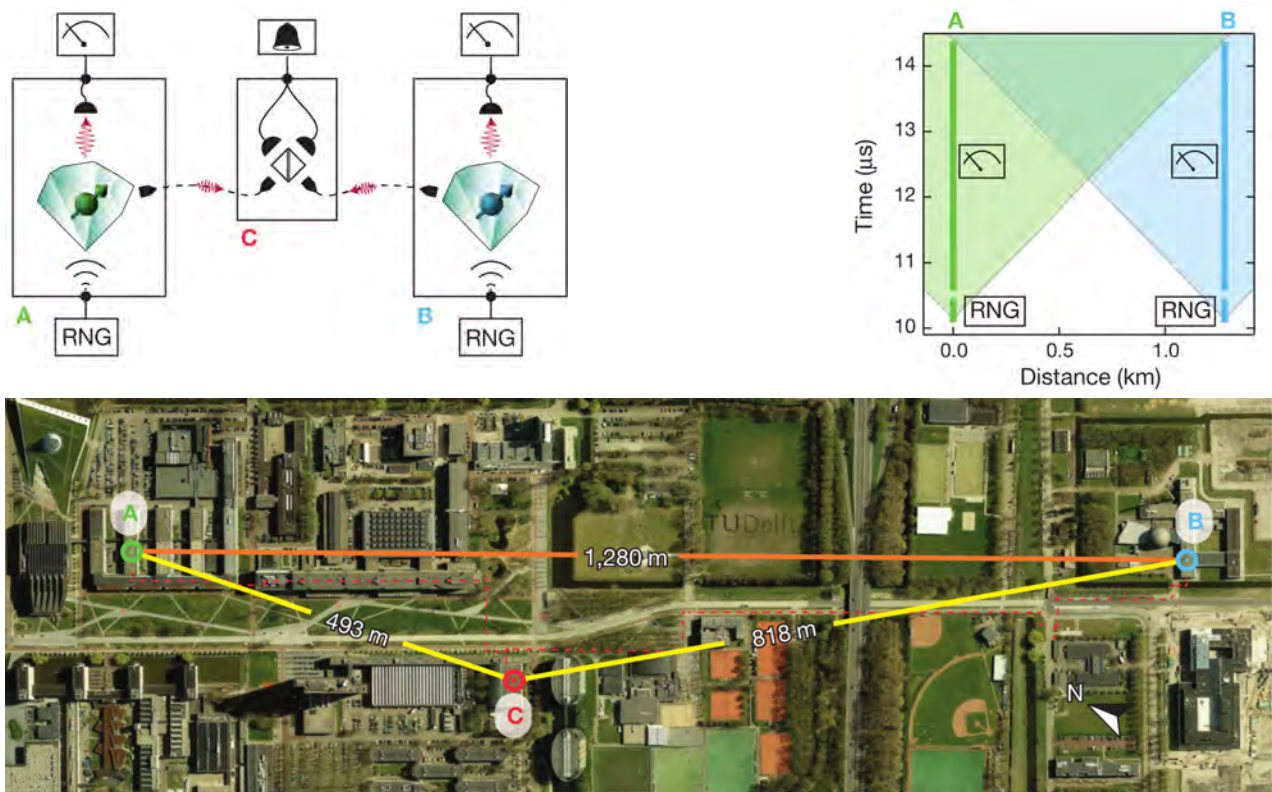 A
RNG
C
B
RNG
A
B
Time (μs)
14
13
12
11
10
RNG
RNG
0.0
0.5
1.0
Distance (km)
A
TUDelft
B
1,280 m
493 m
818 m
N
C